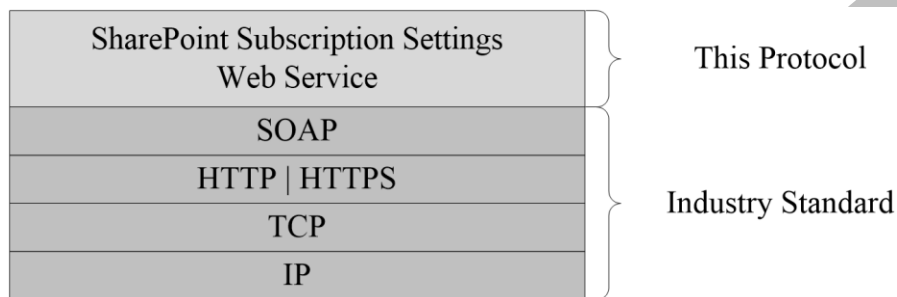 SharePoint Subscription Settings
Web Service
This Protocol
SOAP
HTTP | HTTPS
TCP
IP
Industry Standard